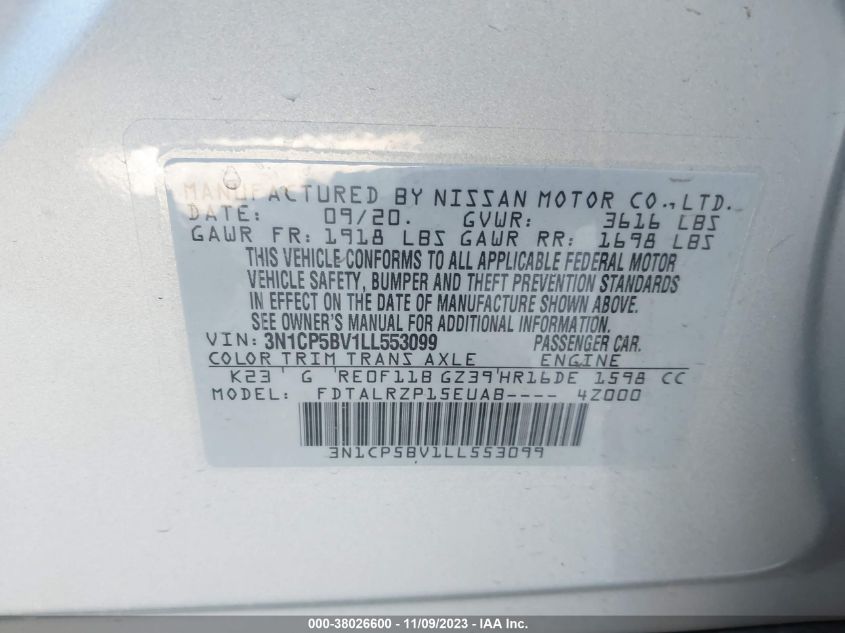 MANUFACTURED BY NISSAN MOTOR CO., LTD.
DATE: 09/20. GVWR: 3616 LBS
GAWR FR: 1918 LBS GAWR RR: 1698 LBS
THIS VEHICLE CONFORMS TO ALL APPLICABLE FEDERAL MOTOR
VEHICLE SAFETY, BUMPER AND THEFT PREVENTION STANDARDS
IN EFFECT ON THE DATE OF MANUFACTURE SHOWN ABOVE.
SEE OWNER'S MANUAL FOR ADDITIONAL INFORMATION.
VIN: 3N1CP5BV1LL553099 PASSENGER CAR.
COLOR TRIM TRANS AXLE ENGINE
K23 G RE0F11B GZ39 HR16DE 1598 CC
MODEL: FDTALRZP15EUAB---- 4Z000
3N1CP5BV1LL553099
000-38026600 - 11/09/2023 - IAA Inc.